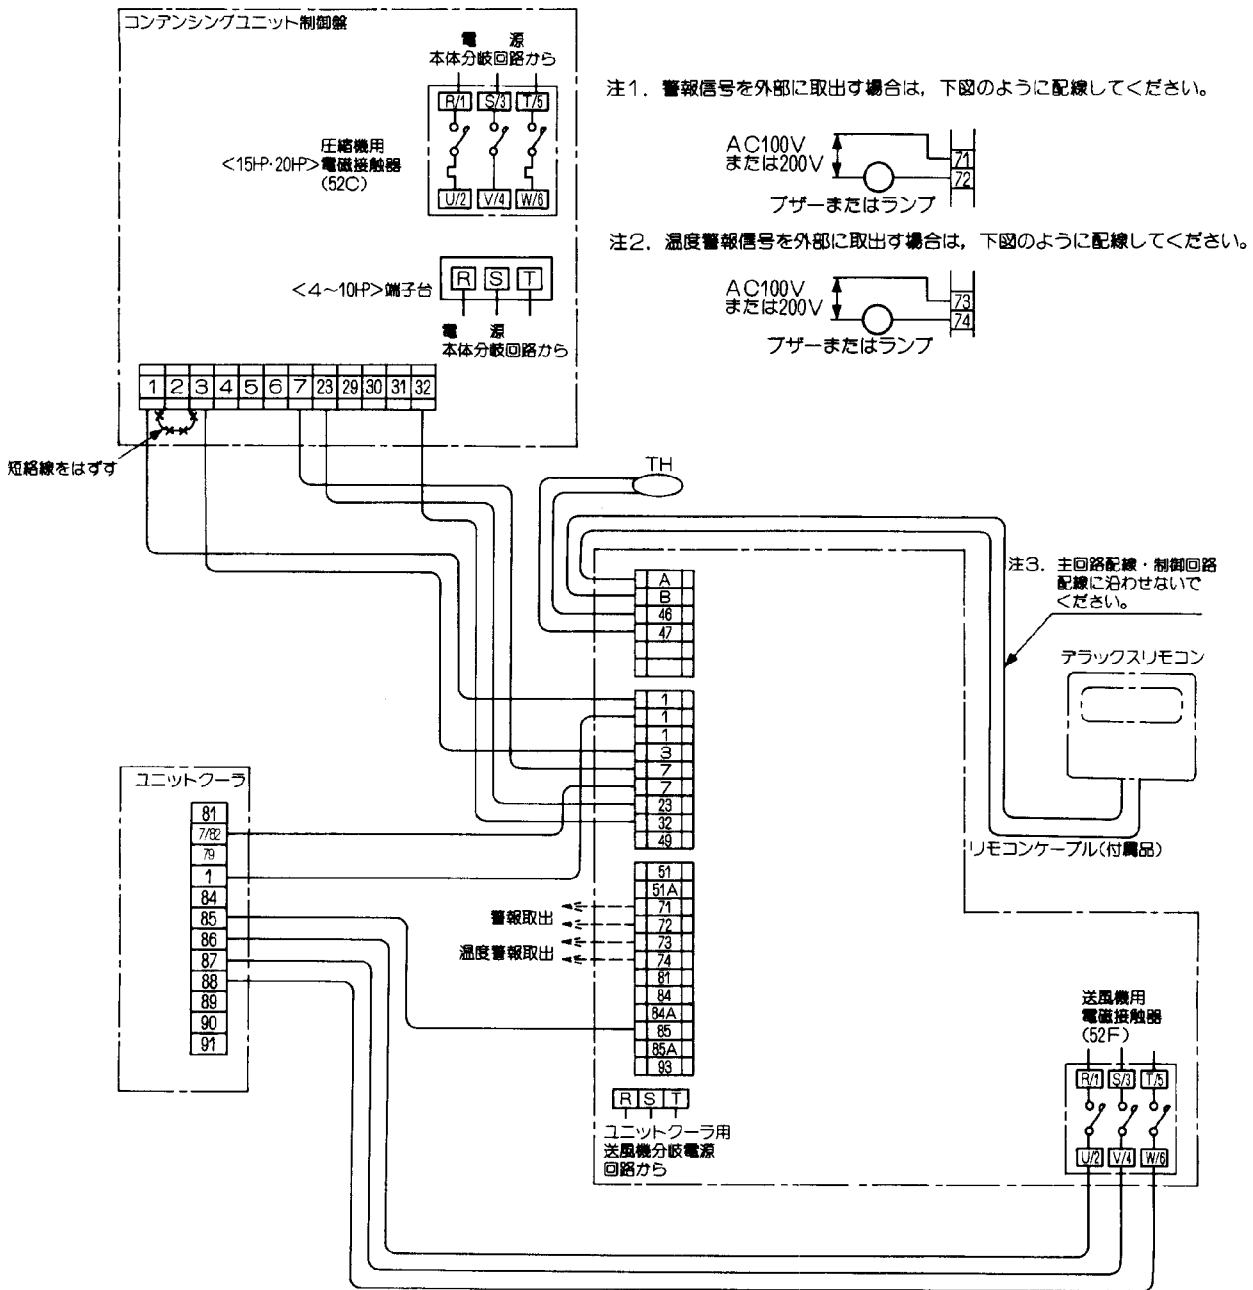 コンデンシングユニット制御盤
電　源
本体分岐回路から
R/1 S/3 T/5
圧縮機用
<15HP·20HP>電磁接触器
(52C)
U/2 V/4 W/6
<4～10HP>端子台
R S T
電　源
本体分岐回路から
1 2 3 4 5 6 7 23 29 30 31 32
短絡線をはずす
注1．警報信号を外部に取出す場合は，下図のように配線してください。
AC100V
または200V
71
72
ブザーまたはランプ
注2．温度警報信号を外部に取出す場合は，下図のように配線してください。
AC100V
または200V
73
74
ブザーまたはランプ
TH
A
B
46
47
注3．主回路配線・制御回路
配線に沿わせないで
ください。
デラックスリモコン
リモコンケーブル(付属品)
1
1
1
3
7
7
23
32
49
ユニットクーラ
81
7/82
79
1
84
85
86
87
88
89
90
91
51
51A
71
72
73
74
81
84
84A
85
85A
93
警報取出
温度警報取出
R S T
ユニットクーラ用
送風機分岐電源
回路から
送風機用
電磁接触器
(52F)
R/1 S/3 T/5
U/2 V/4 W/6